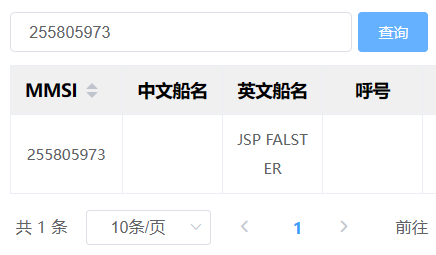 255805973 查询
MMSI 中文船名 英文船名 呼号
255805973 JSP FALST
ER
共 1 条 10条/页 1 前往